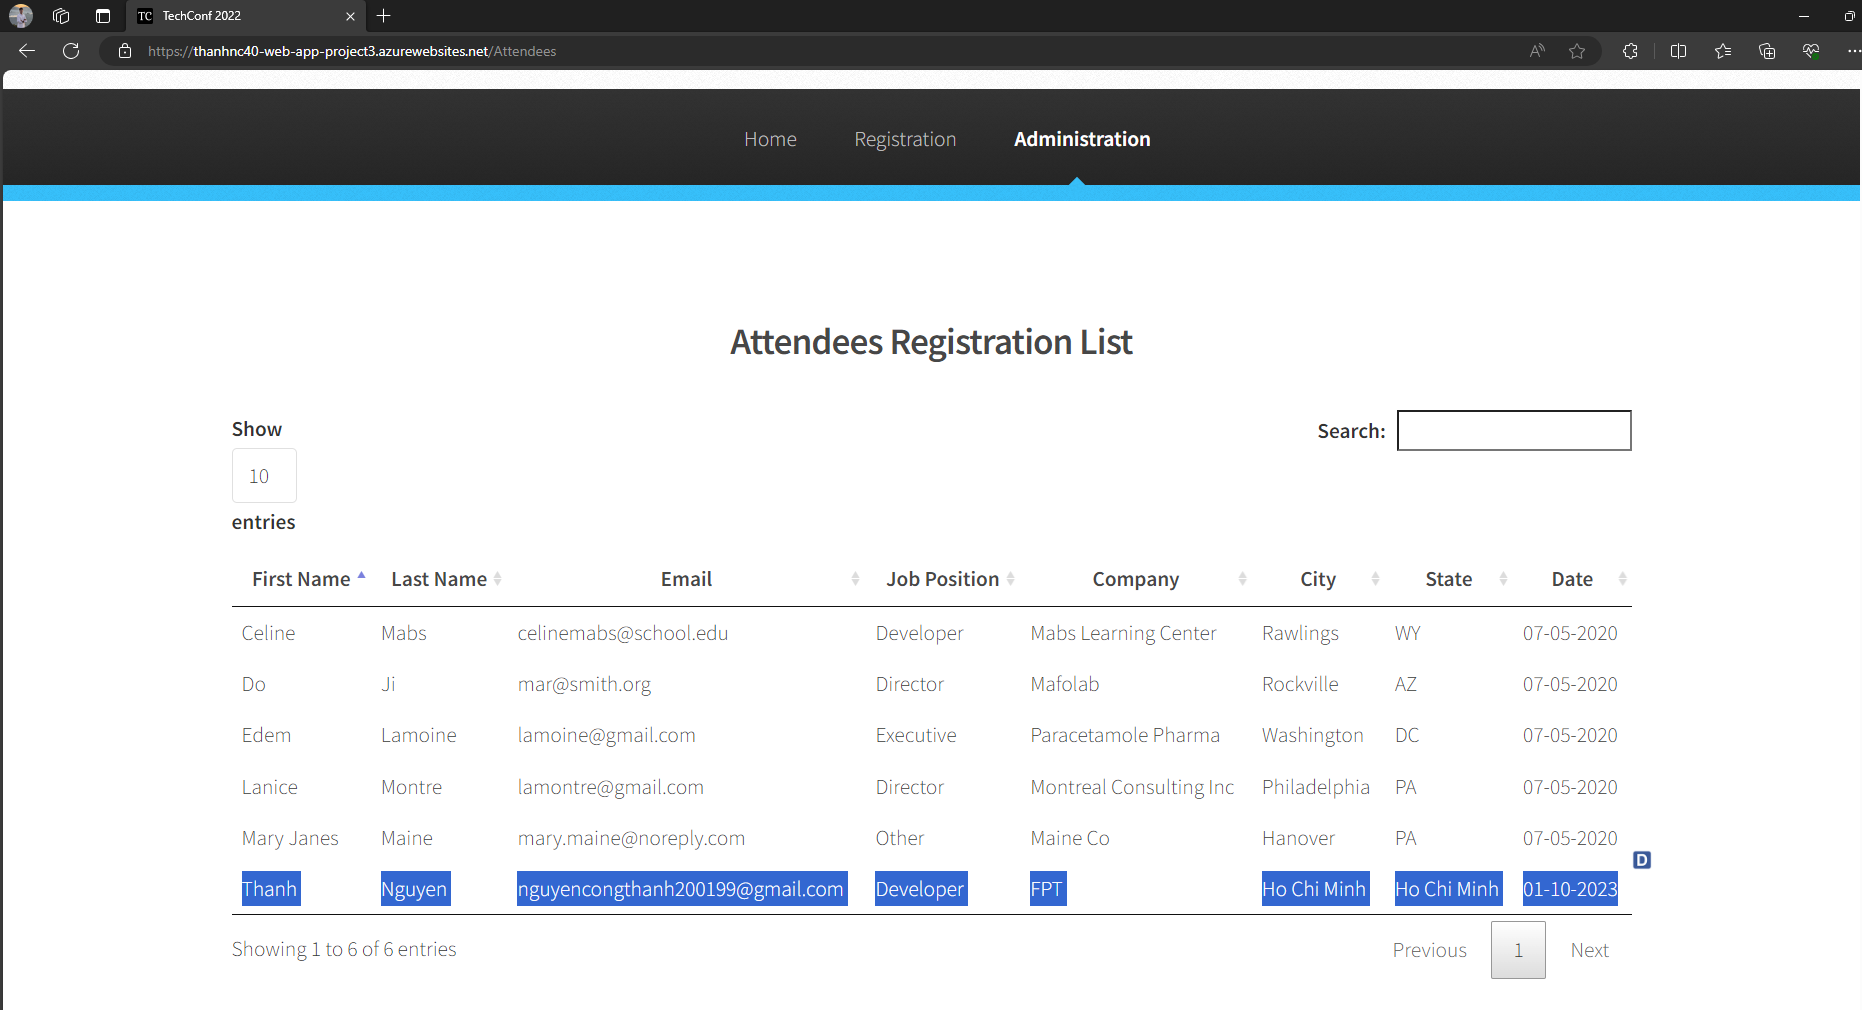 TC TechConf 2022
https://thanhnc40-web-app-project3.azurewebsites.net/Attendees
Home Registration Administration
Attendees Registration List
Show
Search:
10
entries
First Name Last Name Email Job Position Company City State Date
Celine Mabs celinemabs@school.edu Developer Mabs Learning Center Rawlings WY 07-05-2020
Do Ji mar@smith.org Director Mafolab Rockville AZ 07-05-2020
Edem Lamoine lamoine@gmail.com Executive Paracetamole Pharma Washington DC 07-05-2020
Lanice Montre lamontre@gmail.com Director Montreal Consulting Inc Philadelphia PA 07-05-2020
Mary Janes Maine mary.maine@noreply.com Other Maine Co Hanover PA 07-05-2020
D
Thanh Nguyen nguyencongthanh200199@gmail.com Developer FPT Ho Chi Minh Ho Chi Minh 01-10-2023
Showing 1 to 6 of 6 entries
Previous 1 Next